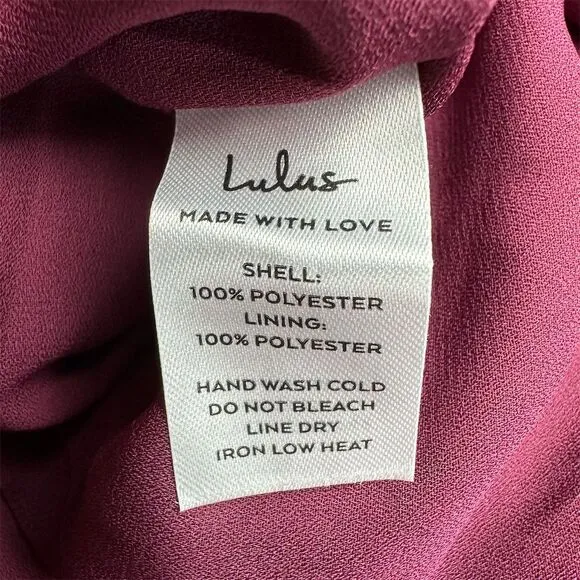 Lulus
MADE WITH LOVE
SHELL:
100% POLYESTER
LINING:
100% POLYESTER
HAND WASH COLD
DO NOT BLEACH
LINE DRY
IRON LOW HEAT